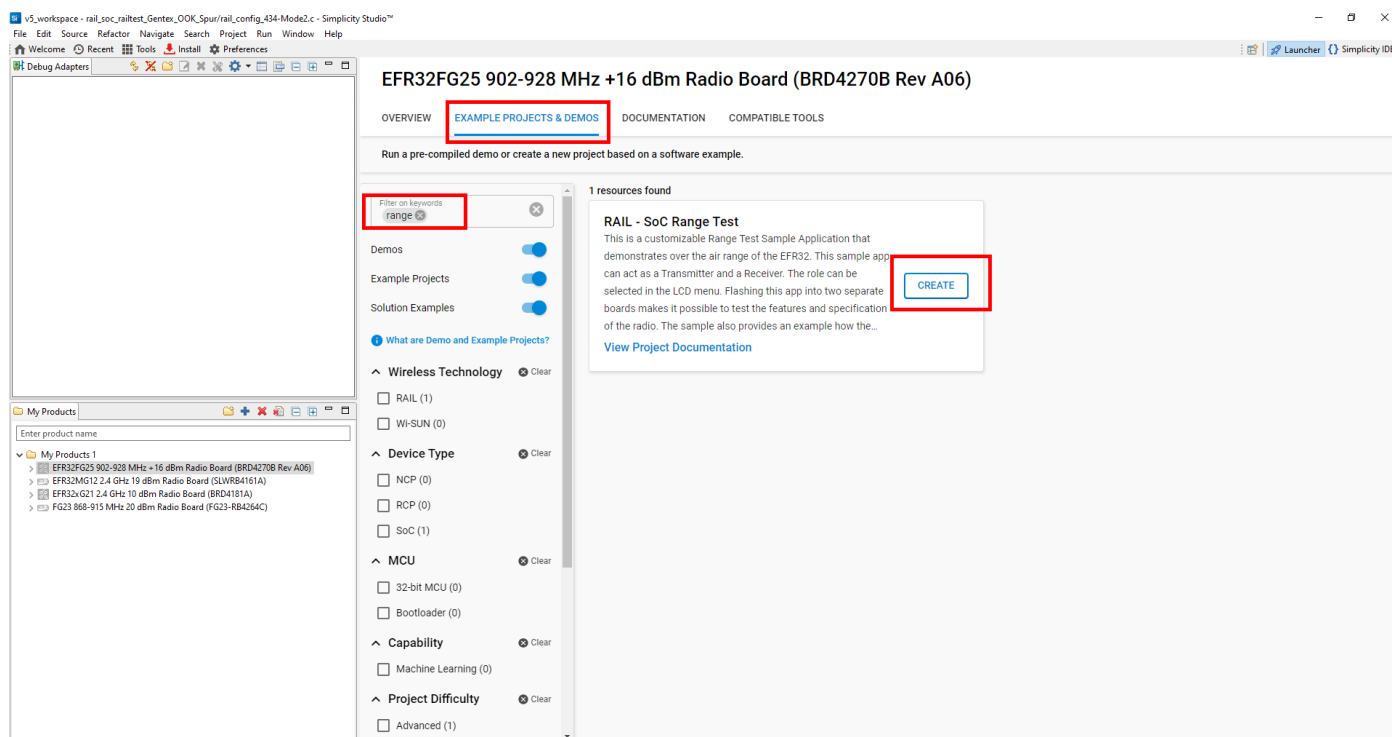 v5_workspace - rail_soc_railtest_Gentex_OOK_Spur/rail_config_434-Mode2.c - Simplicity Studio™
File Edit Source Refactor Navigate Search Project Run Window Help
Welcome Recent Tools Install Preferences
Launcher {} Simplicity IDE
Debug Adapters
EFR32FG25 902-928 MHz +16 dBm Radio Board (BRD4270B Rev A06)
OVERVIEW EXAMPLE PROJECTS & DEMOS DOCUMENTATION COMPATIBLE TOOLS
Run a pre-compiled demo or create a new project based on a software example.
Filter on keywords
range
Demos
Example Projects
Solution Examples
What are Demo and Example Projects?
Wireless Technology Clear
RAIL (1)
Wi-SUN (0)
Device Type Clear
NCP (0)
RCP (0)
SoC (1)
MCU Clear
32-bit MCU (0)
Bootloader (0)
Capability Clear
Machine Learning (0)
Project Difficulty Clear
Advanced (1)
1 resources found
RAIL - SoC Range Test
This is a customizable Range Test Sample Application that
demonstrates over the air range of the EFR32. This sample app
can act as a Transmitter and a Receiver. The role can be
selected in the LCD menu. Flashing this app into two separate
boards makes it possible to test the features and specification
of the radio. The sample also provides an example how the…
View Project Documentation
CREATE
My Products
Enter product name
My Products 1
EFR32FG25 902-928 MHz +16 dBm Radio Board (BRD4270B Rev A06)
EFR32MG12 2.4 GHz 19 dBm Radio Board (SLWRB4161A)
EFR32xG21 2.4 GHz 10 dBm Radio Board (BRD4181A)
FG23 868-915 MHz 20 dBm Radio Board (FG23-RB4264C)